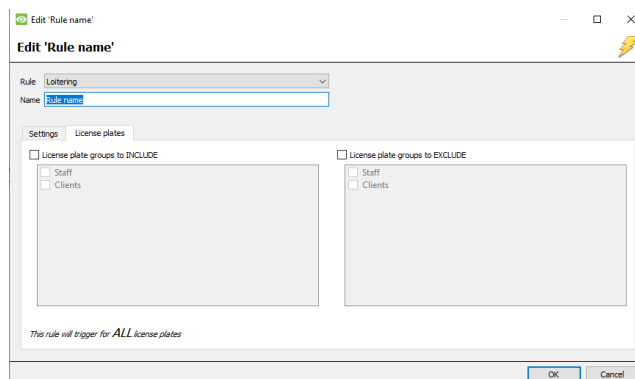 Edit 'Rule name'
Edit 'Rule name'
Rule Loitering
Name Rule name
Settings License plates
License plate groups to INCLUDE License plate groups to EXCLUDE
Staff Staff
Clients Clients
This rule will trigger for ALL license plates
OK Cancel